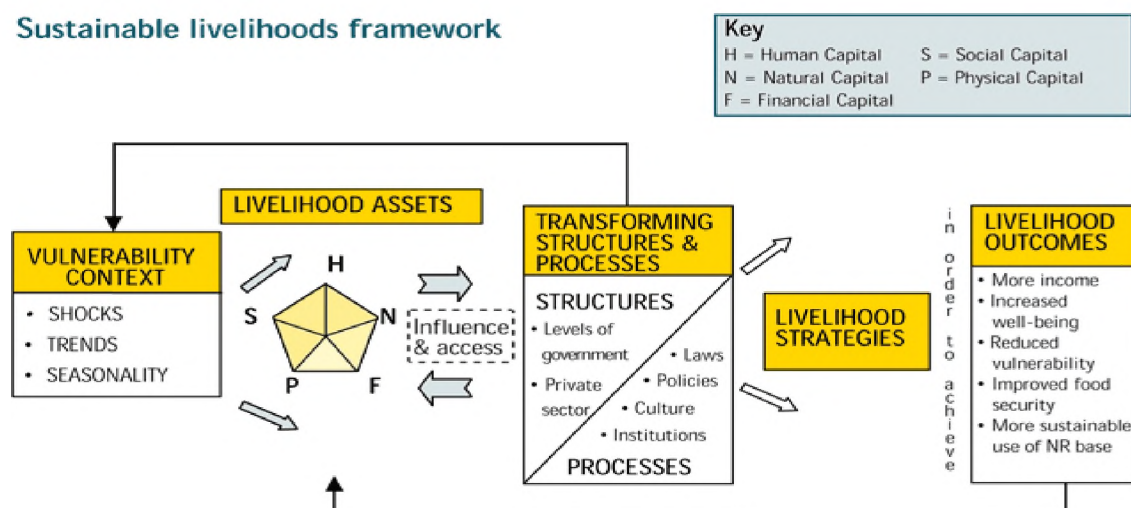 Sustainable livelihoods framework
Key
H = Human Capital
S = Social Capital
N = Natural Capital
P = Physical Capital
F = Financial Capital
LIVELIHOOD ASSETS
VULNERABILITY
CONTEXT
• SHOCKS
• TRENDS
• SEASONALITY
H
S
N
P
F
Influence
& access
TRANSFORMING
STRUCTURES &
PROCESSES
STRUCTURES
• Levels of
government
• Private
sector
• Laws
• Policies
• Culture
• Institutions
PROCESSES
LIVELIHOOD
STRATEGIES
in order to achieve
LIVELIHOOD
OUTCOMES
• More income
• Increased
well-being
• Reduced
vulnerability
• Improved food
security
• More sustainable
use of NR base